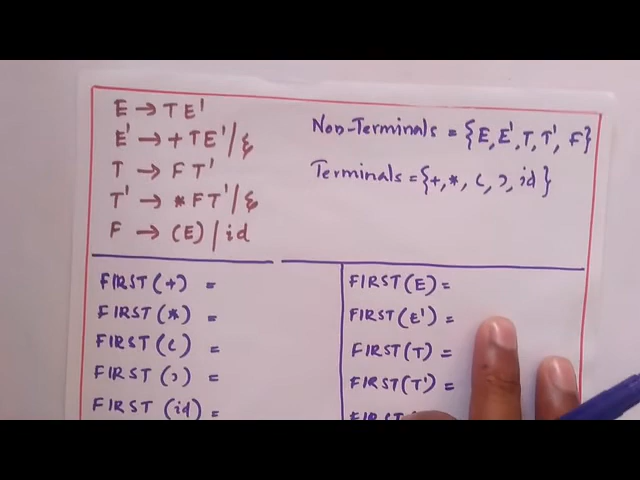 E → TE'
E' → +TE'/ε
T → FT'
T' → *FT'/ε
F → (E)/id
Non-Terminals = {E, E', T, T', F}
Terminals = {+, *, (, ), id}
FIRST(+) =
FIRST(*) =
FIRST(() =
FIRST()) =
FIRST(id) =
FIRST(E) =
FIRST(E') =
FIRST(T) =
FIRST(T') =